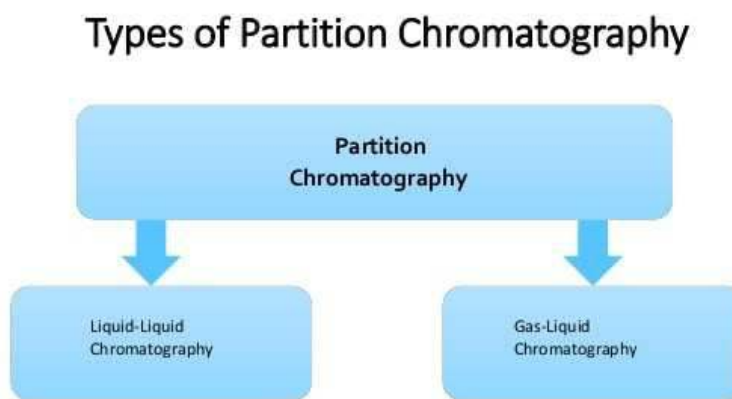 Types of Partition Chromatography
Partition
Chromatography
Liquid-Liquid
Chromatography
Gas-Liquid
Chromatography